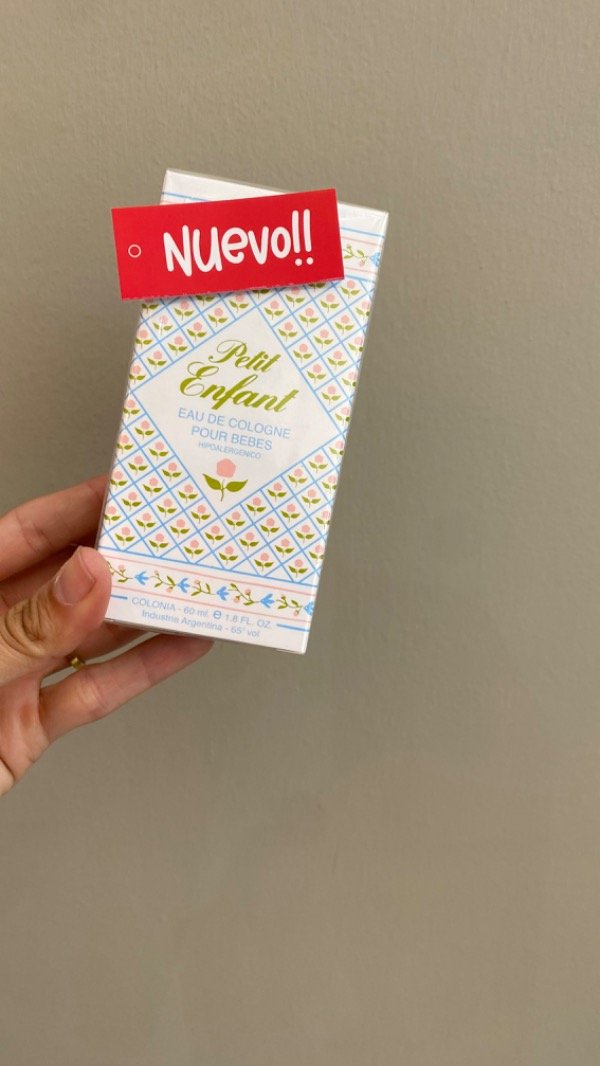 NUevo!!
Petit
Enfant
EAU DE COLOGNE
POUR BEBES
HIPOALERGENICO
COLONIA - 60 ml. e 1.8 FL. OZ.
Industria Argentina - 65° vol